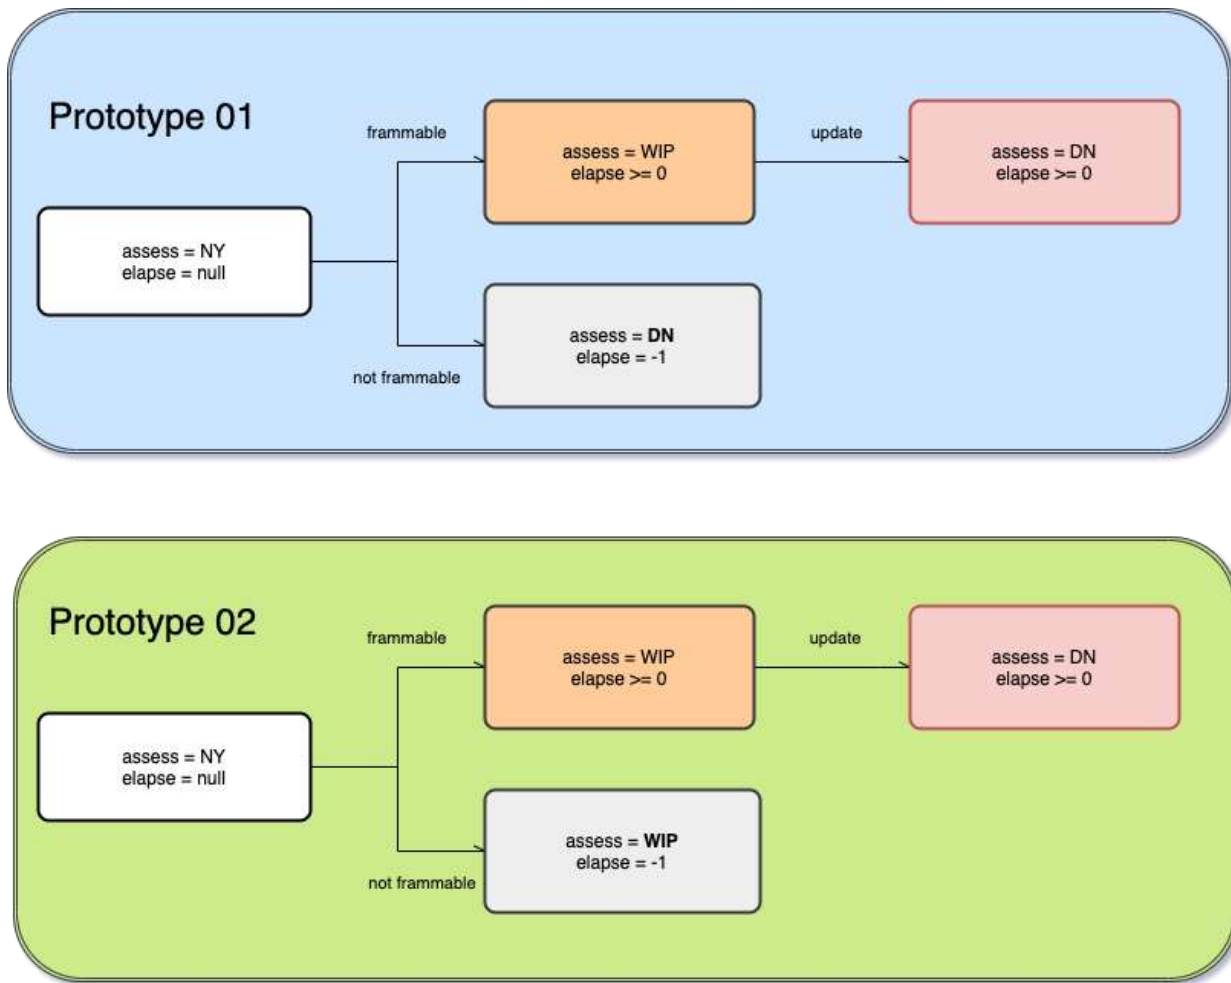 Prototype 01
frammable
assess = WIP
elapse >= 0
update
assess = DN
elapse >= 0
assess = NY
elapse = null
assess = DN
elapse = -1
not frammable
Prototype 02
frammable
assess = WIP
elapse >= 0
update
assess = DN
elapse >= 0
assess = NY
elapse = null
assess = WIP
elapse = -1
not frammable